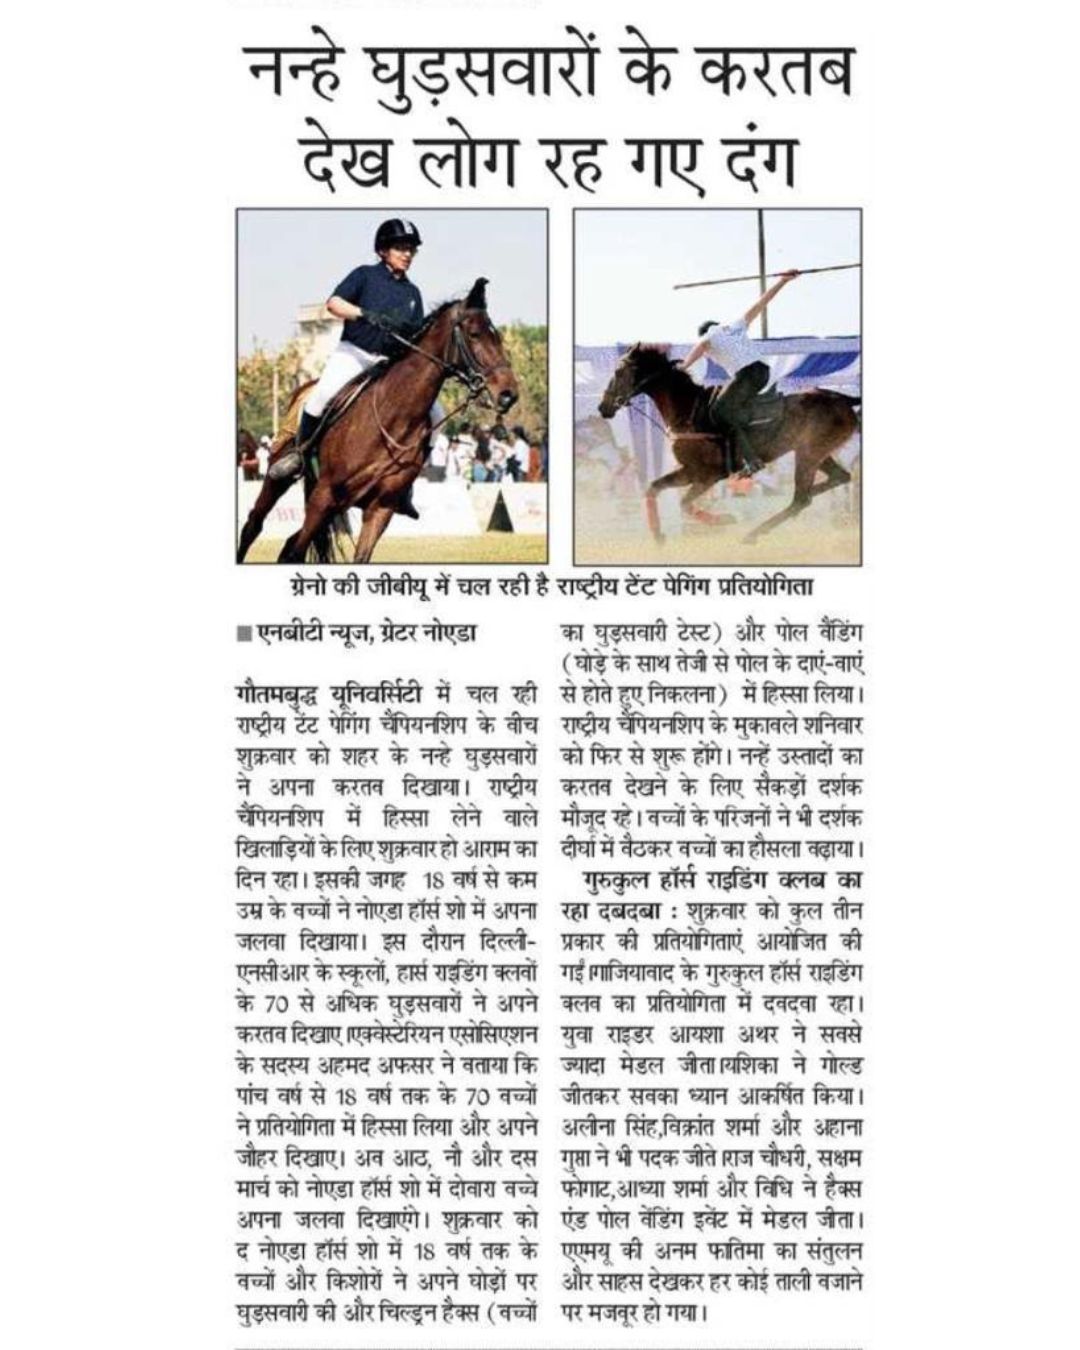 नन्हे घुड़सवारों के करतब
देख लोग रह गए दंग
ग्रेनो की जीबीयू में चल रही है राष्ट्रीय टेंट पेगिंग प्रतियोगिता
■ एनबीटी न्यूज, ग्रेटर नोएडा
गौतमबुद्ध यूनिवर्सिटी में चल रही
राष्ट्रीय टेंट पेगिंग चैंपियनशिप के बीच
शुक्रवार को शहर के नन्हे घुड़सवारों
ने अपना करतब दिखाया। राष्ट्रीय
चैंपियनशिप में हिस्सा लेने वाले
खिलाड़ियों के लिए शुक्रवार हो आराम का
दिन रहा। इसकी जगह 18 वर्ष से कम
उम्र के बच्चों ने नोएडा हॉर्स शो में अपना
जलवा दिखाया। इस दौरान दिल्ली-
एनसीआर के स्कूलों, हार्स राइडिंग क्लबों
के 70 से अधिक घुड़सवारों ने अपने
करतब दिखाए।एक्वेस्टेरियन एसोसिएशन
के सदस्य अहमद अफसर ने बताया कि
पांच वर्ष से 18 वर्ष तक के 70 बच्चों
ने प्रतियोगिता में हिस्सा लिया और अपने
जौहर दिखाए। अब आठ, नौ और दस
मार्च को नोएडा हॉर्स शो में दोबारा बच्चे
अपना जलवा दिखाएंगे। शुक्रवार को
द नोएडा हॉर्स शो में 18 वर्ष तक के
बच्चों और किशोरों ने अपने घोड़ों पर
घुड़सवारी की और चिल्ड्रन हैक्स (बच्चों
का घुड़सवारी टेस्ट) और पोल बैंडिंग
(घोड़े के साथ तेजी से पोल के दाएं-बाएं
से होते हुए निकलना) में हिस्सा लिया।
राष्ट्रीय चैंपियनशिप के मुकाबले शनिवार
को फिर से शुरू होंगे। नन्हें उस्तादों का
करतब देखने के लिए सैकड़ों दर्शक
मौजूद रहे। बच्चों के परिजनों ने भी दर्शक
दीर्घा में बैठकर बच्चों का हौसला बढ़ाया।
गुरुकुल हॉर्स राइडिंग क्लब का
रहा दबदबा : शुक्रवार को कुल तीन
प्रकार की प्रतियोगिताएं आयोजित की
गईं।गाजियाबाद के गुरुकुल हॉर्स राइडिंग
क्लब का प्रतियोगिता में दबदबा रहा।
युवा राइडर आयशा अथर ने सबसे
ज्यादा मेडल जीता।यशिका ने गोल्ड
जीतकर सबका ध्यान आकर्षित किया।
अलीना सिंह,विक्रांत शर्मा और अहाना
गुप्ता ने भी पदक जीते।राज चौधरी, सक्षम
फोगाट,आध्या शर्मा और विधि ने हैक्स
एंड पोल बेंडिंग इवेंट में मेडल जीता।
एएमयू की अनम फातिमा का संतुलन
और साहस देखकर हर कोई ताली बजाने
पर मजबूर हो गया।